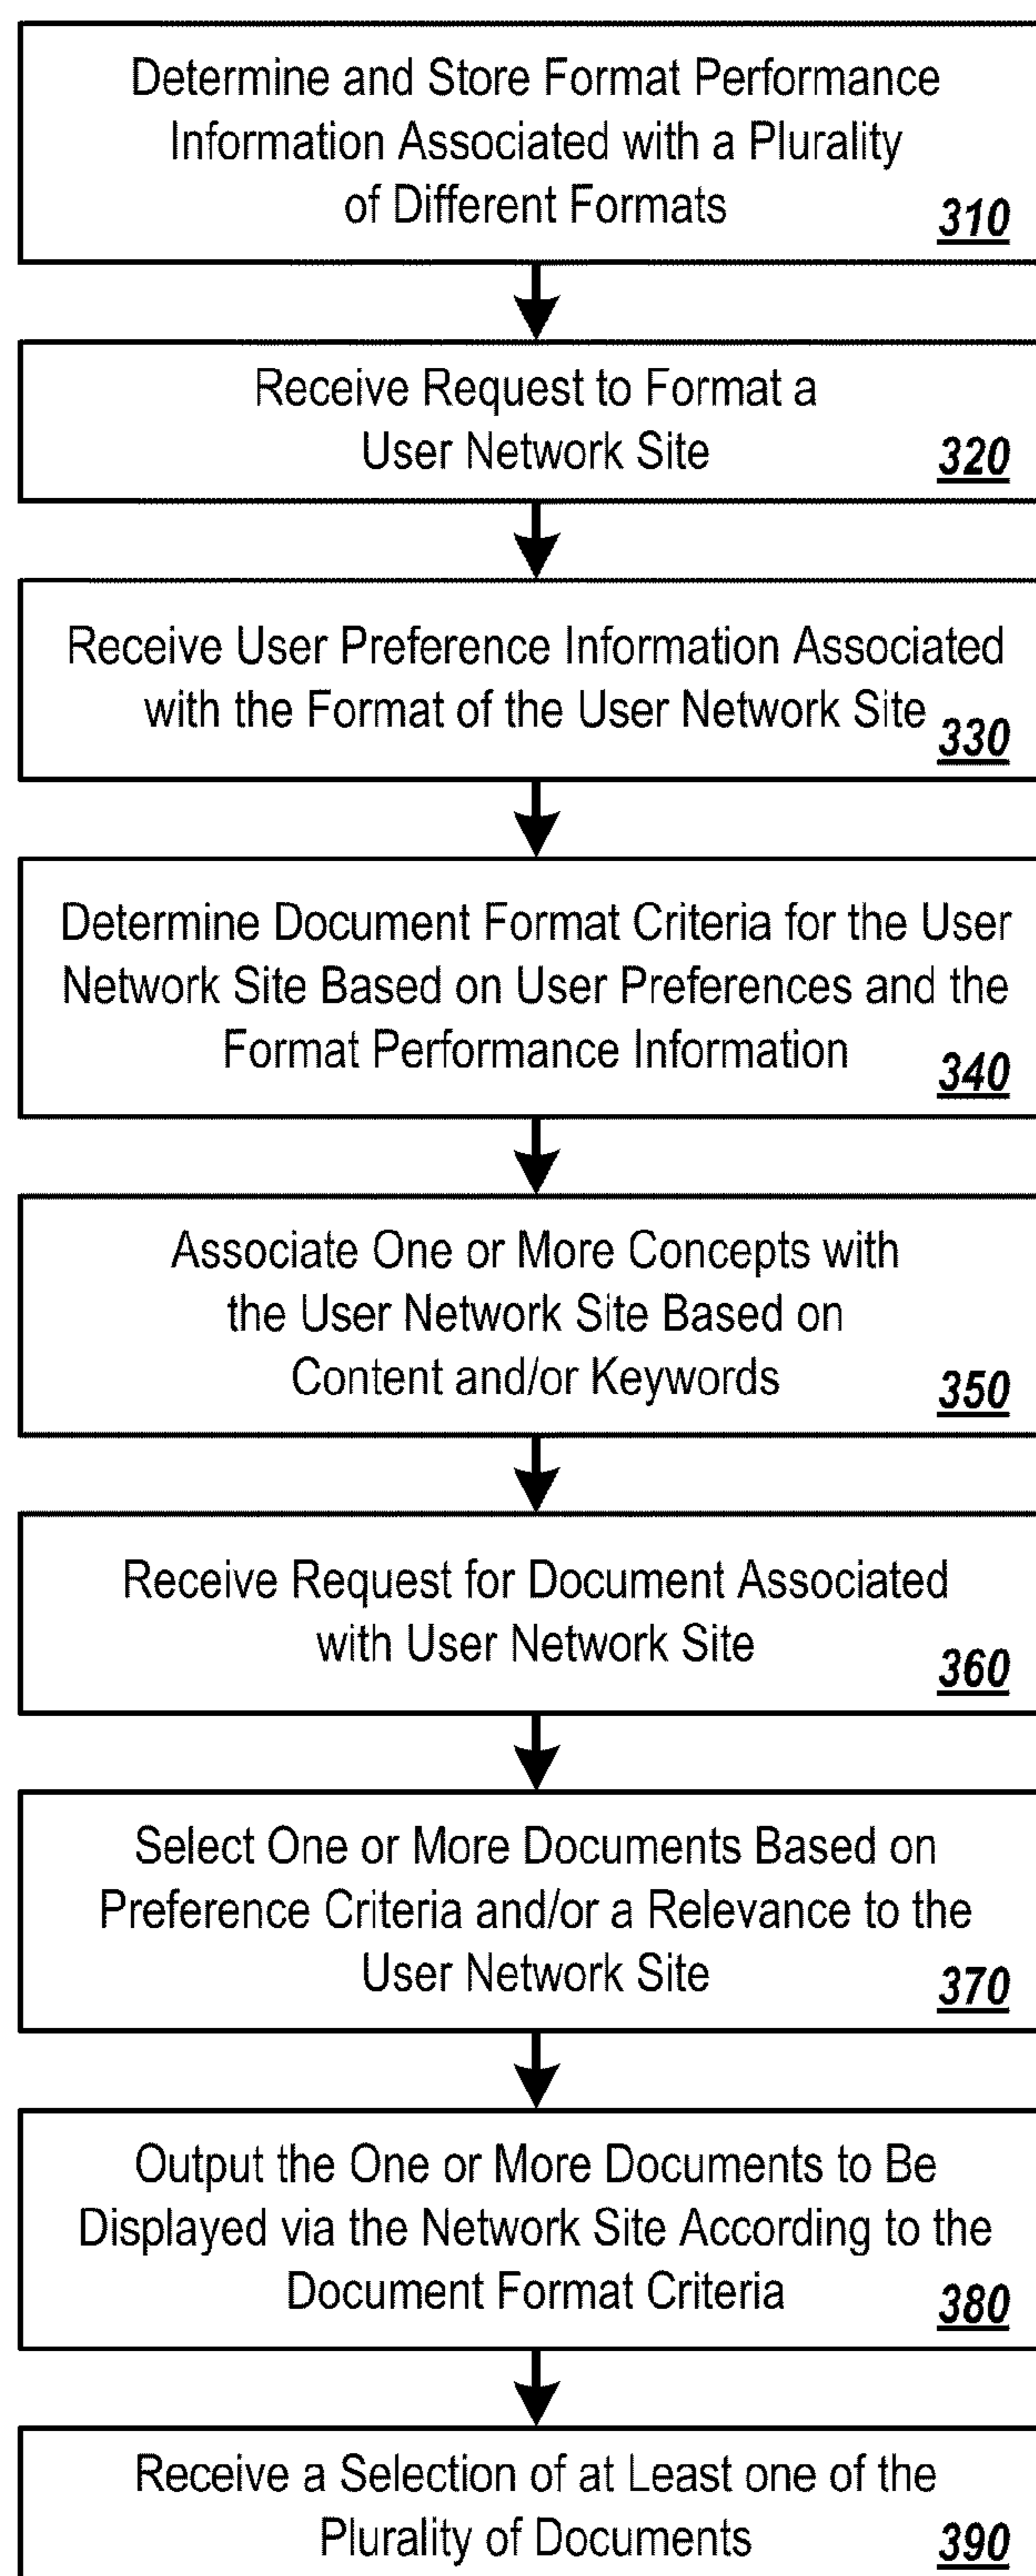 Determine and Store Format Performance
Information Associated with a Plurality
of Different Formats
310
Receive Request to Format a
User Network Site
320
Receive User Preference Information Associated
with the Format of the User Network Site
330
Determine Document Format Criteria for the User
Network Site Based on User Preferences and the
Format Performance Information
340
Associate One or More Concepts with
the User Network Site Based on
Content and/or Keywords
350
Receive Request for Document Associated
with User Network Site
360
Select One or More Documents Based on
Preference Criteria and/or a Relevance to the
User Network Site
370
Output the One or More Documents to Be
Displayed via the Network Site According to the
Document Format Criteria
380
Receive a Selection of at Least one of the
Plurality of Documents
390